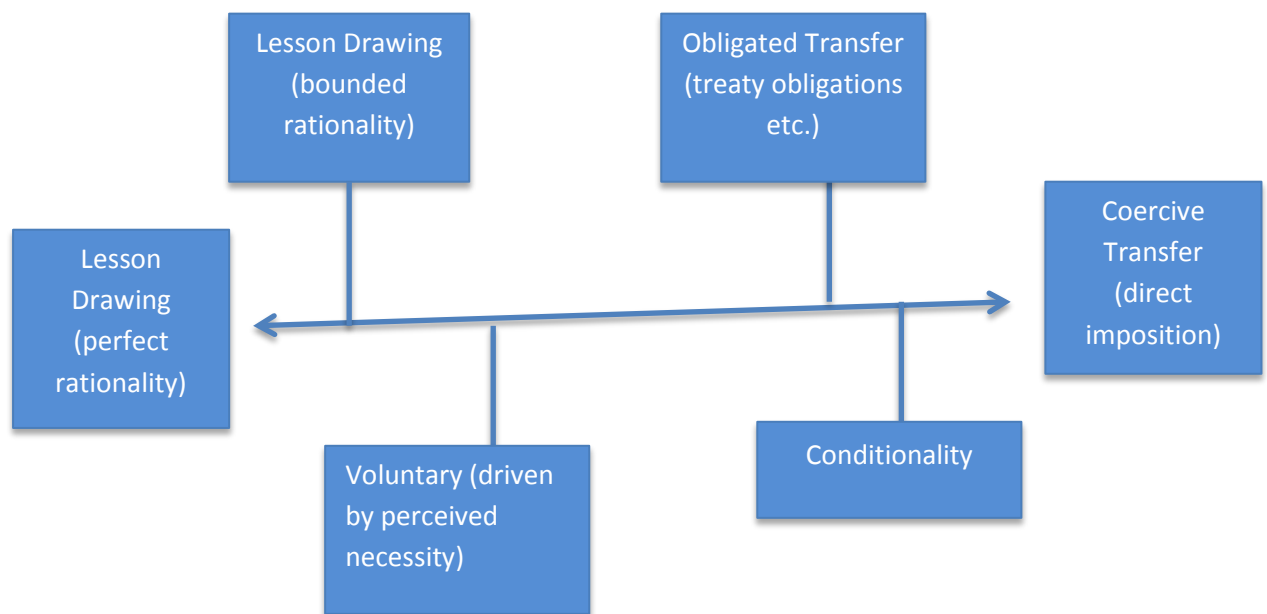 Lesson Drawing
(bounded
rationality)
Obligated Transfer
(treaty obligations
etc.)
Coercive
Transfer
(direct
imposition)
Lesson
Drawing
(perfect
rationality)
Voluntary (driven
by perceived
necessity)
Conditionality